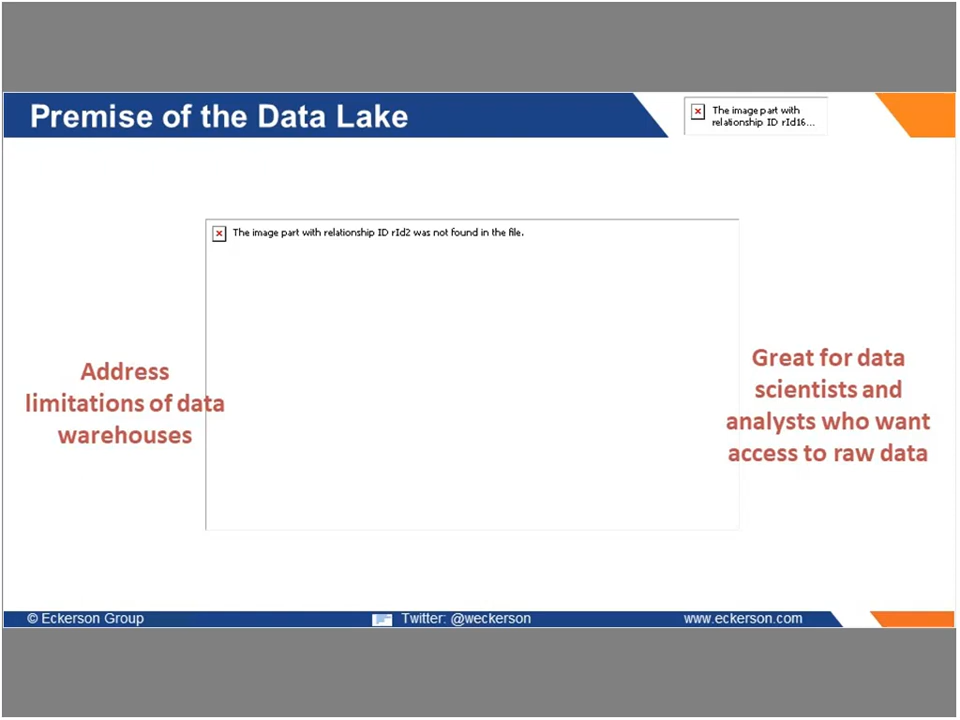 Premise of the Data Lake
The image part with
relationship ID rId16...
The image part with relationship ID rId2 was not found in the file.
Address
limitations of data
warehouses
Great for data
scientists and
analysts who want
access to raw data
© Eckerson Group
Twitter: @weckerson
www.eckerson.com